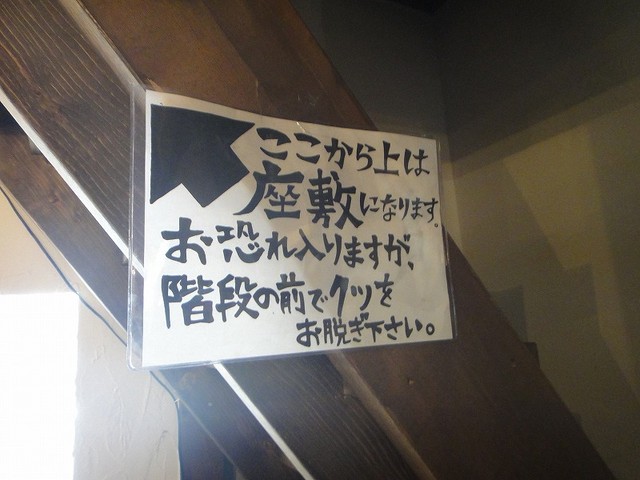 ここから上は
座敷になります。
お恐れ入りますが、
階段の前でクツを
お脱ぎ下さい。